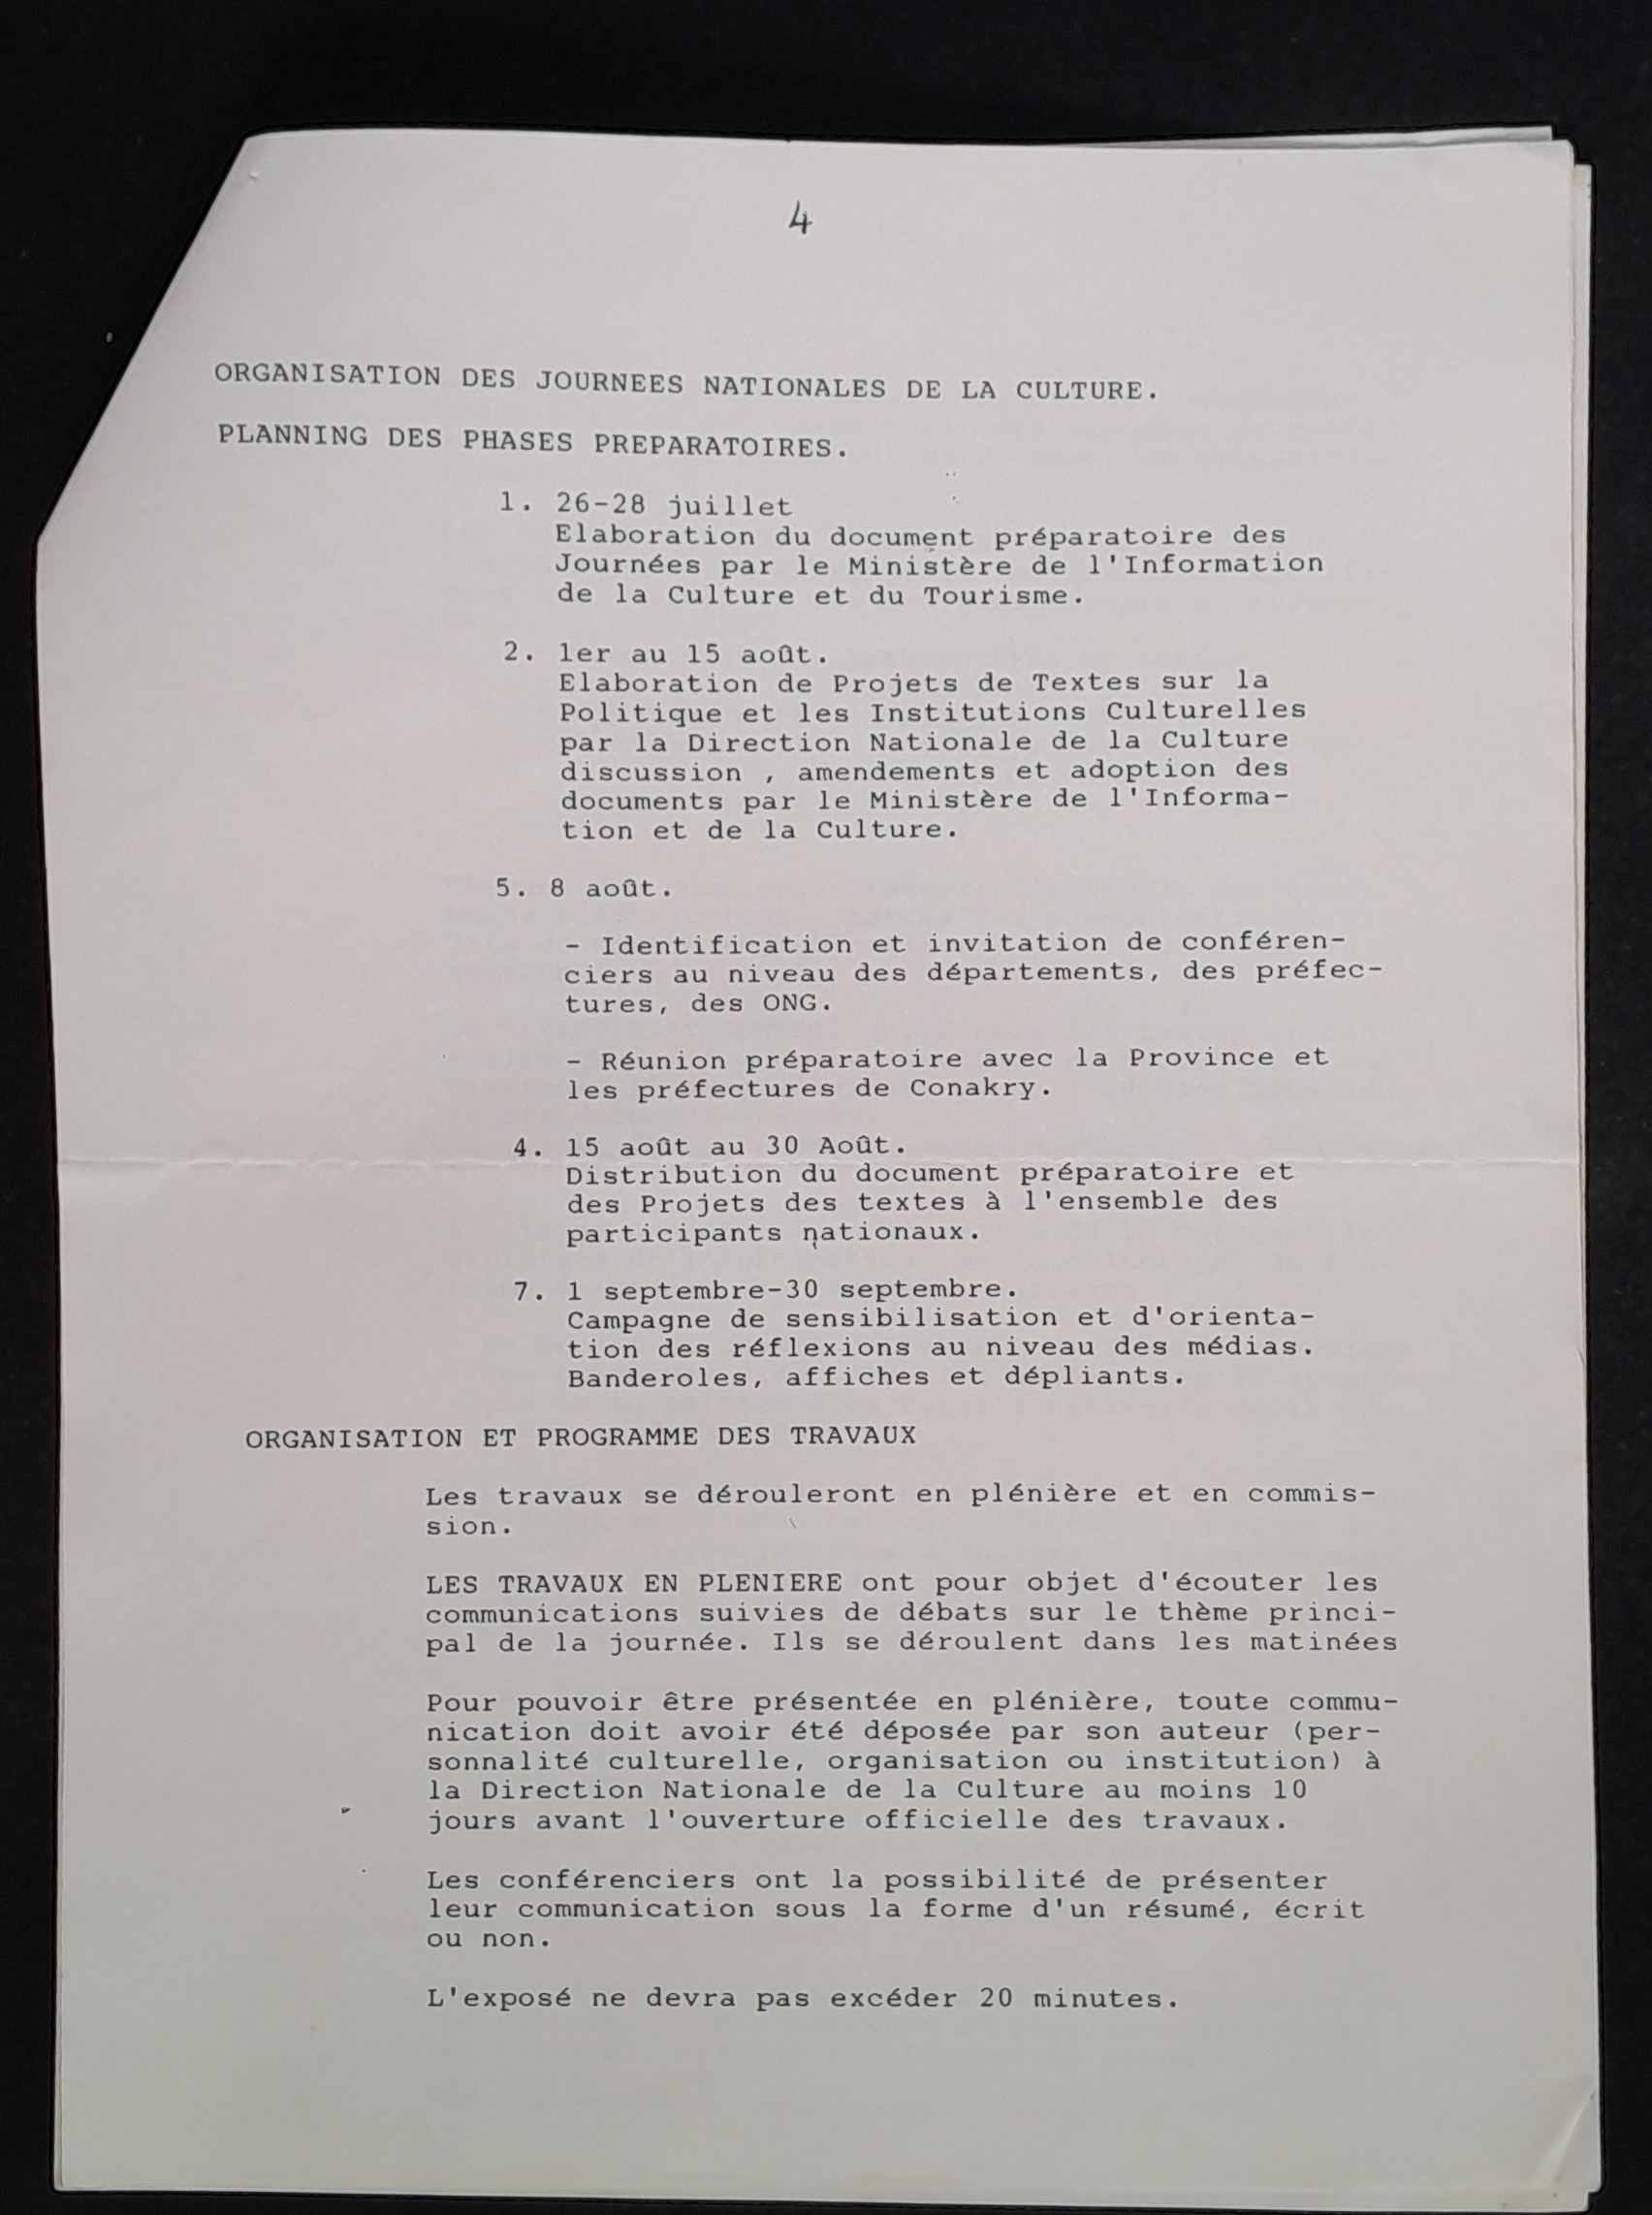 4
ORGANISATION DES JOURNEES NATIONALES DE LA CULTURE.
PLANNING DES PHASES PREPARATOIRES.
1. 26-28 juillet
Elaboration du document préparatoire des
Journées par le Ministère de l'Information
de la Culture et du Tourisme.
2. 1er au 15 août.
Elaboration de Projets de Textes sur la
Politique et les Institutions Culturelles
par la Direction Nationale de la Culture
discussion , amendements et adoption des
documents par le Ministère de l'Informa-
tion et de la Culture.
5. 8 août.
- Identification et invitation de conféren-
ciers au niveau des départements, des préfec-
tures, des ONG.
- Réunion préparatoire avec la Province et
les préfectures de Conakry.
4. 15 août au 30 Août.
Distribution du document préparatoire et
des Projets des textes à l'ensemble des
participants nationaux.
7. 1 septembre-30 septembre.
Campagne de sensibilisation et d'orienta-
tion des réflexions au niveau des médias.
Banderoles, affiches et dépliants.
ORGANISATION ET PROGRAMME DES TRAVAUX
Les travaux se dérouleront en plénière et en commis-
sion.
LES TRAVAUX EN PLENIERE ont pour objet d'écouter les
communications suivies de débats sur le thème princi-
pal de la journée. Ils se déroulent dans les matinées
Pour pouvoir être présentée en plénière, toute commu-
nication doit avoir été déposée par son auteur (per-
sonnalité culturelle, organisation ou institution) à
la Direction Nationale de la Culture au moins 10
jours avant l'ouverture officielle des travaux.
Les conférenciers ont la possibilité de présenter
leur communication sous la forme d'un résumé, écrit
ou non.
L'exposé ne devra pas excéder 20 minutes.